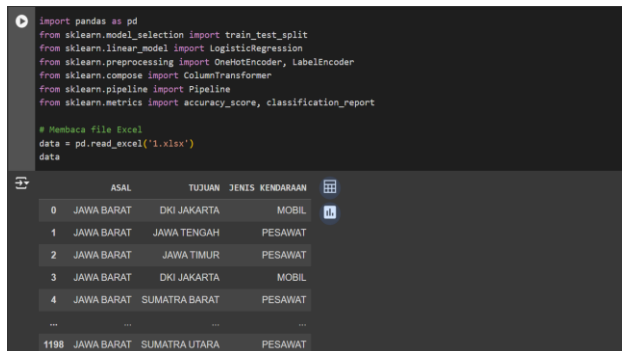 import pandas as pd
from sklearn.model_selection import train_test_split
from sklearn.linear_model import LogisticRegression
from sklearn.preprocessing import OneHotEncoder, LabelEncoder
from sklearn.compose import ColumnTransformer
from sklearn.pipeline import Pipeline
from sklearn.metrics import accuracy_score, classification_report
# Membaca file Excel
data = pd.read_excel('1.xlsx')
data
ASAL TUJUAN JENIS KENDARAAN
0 JAWA BARAT DKI JAKARTA MOBIL
1 JAWA BARAT JAWA TENGAH PESAWAT
2 JAWA BARAT JAWA TIMUR PESAWAT
3 JAWA BARAT DKI JAKARTA MOBIL
4 JAWA BARAT SUMATRA BARAT PESAWAT
... ... ... ...
1198 JAWA BARAT SUMATRA UTARA PESAWAT